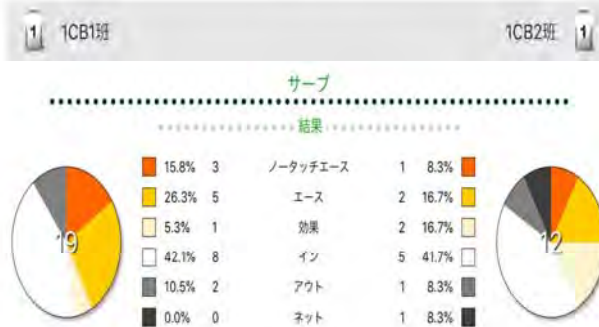 1 1CB1班 1CB2班 1
サーブ
結果
15.8% 3 ノータッチエース 1 8.3%
26.3% 5 エース 2 16.7%
5.3% 1 効果 2 16.7%
19 42.1% 8 イン 5 41.7% 12
10.5% 2 アウト 1 8.3%
0.0% 0 ネット 1 8.3%